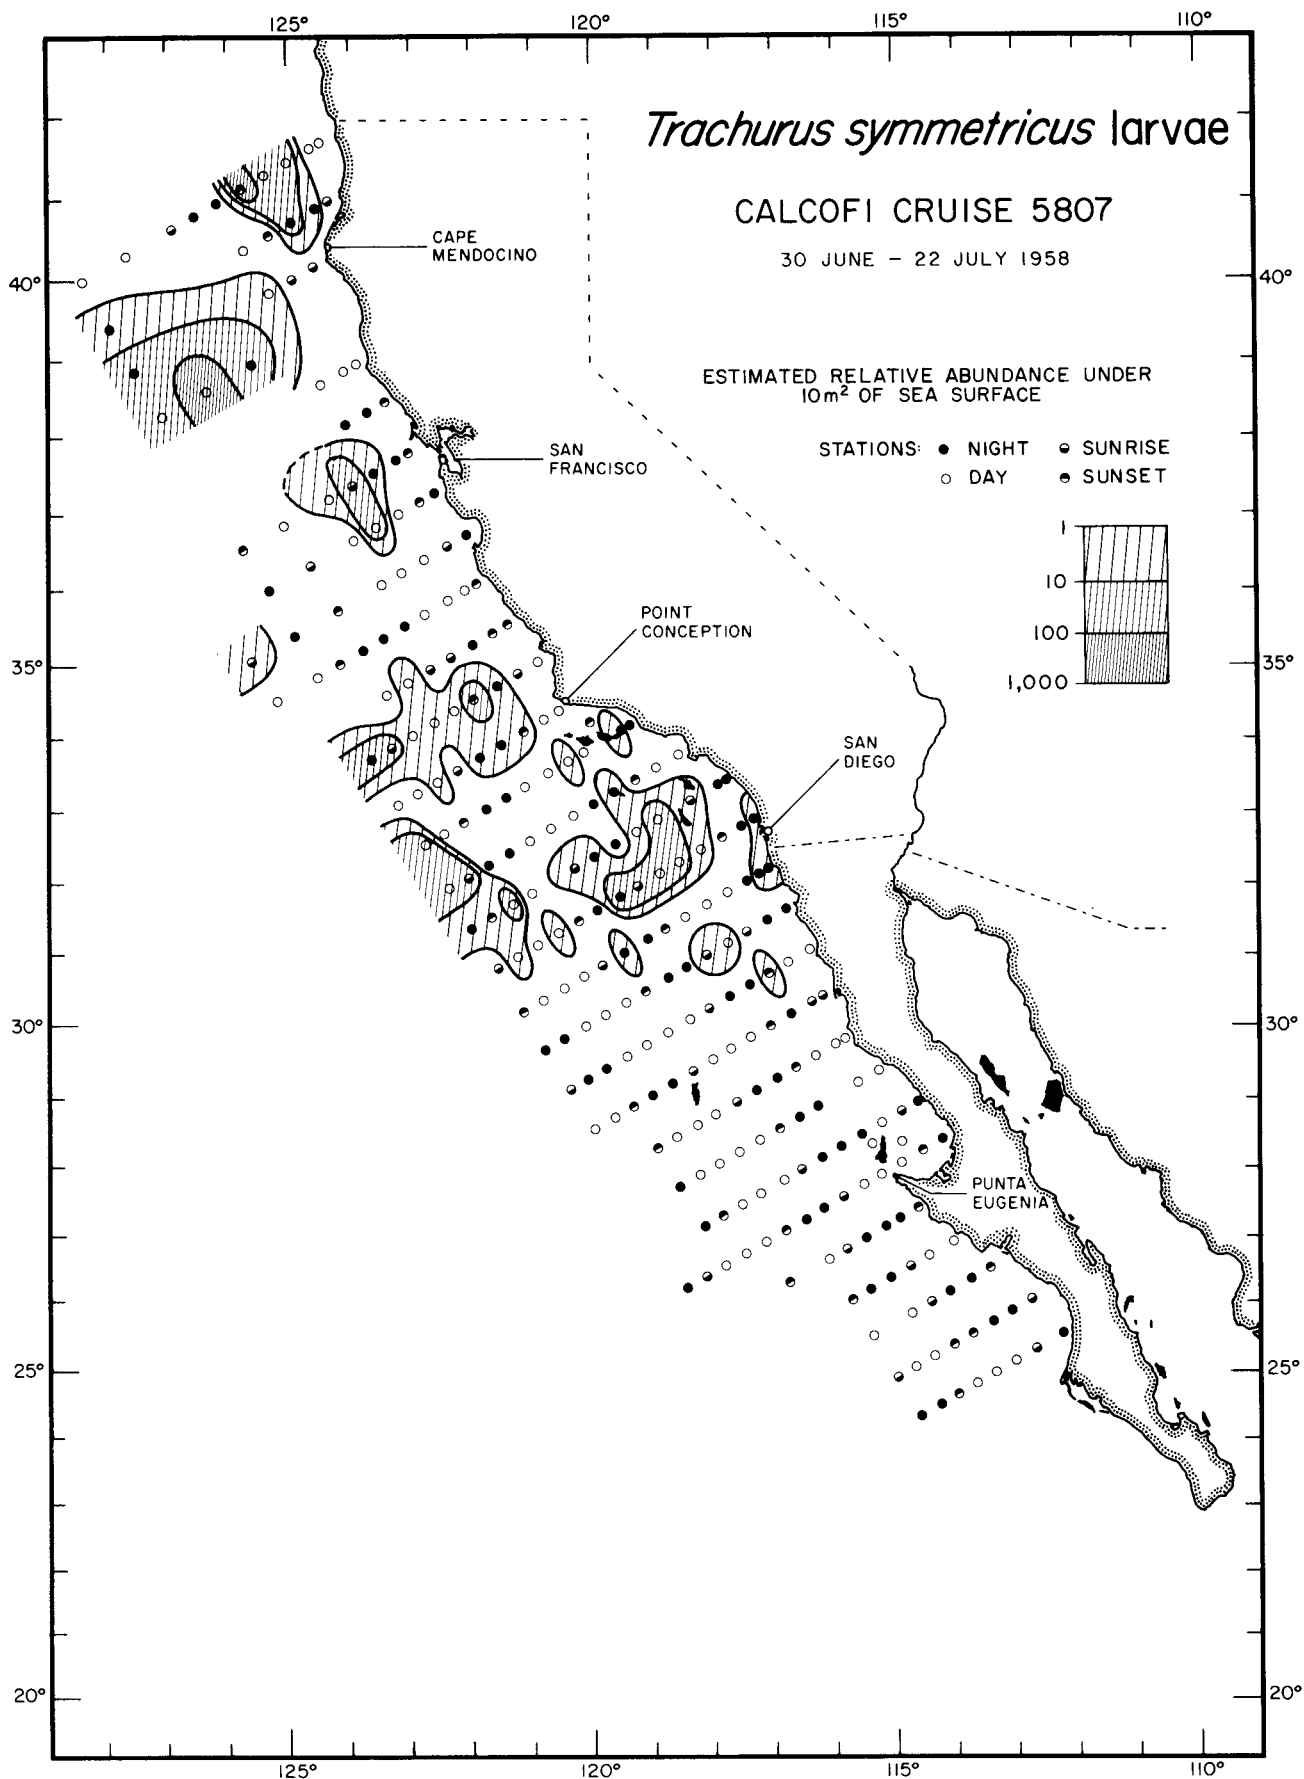 125° 120° 115° 110°
Trachurus symmetricus larvae
CALCOFI CRUISE 5807
30 JUNE – 22 JULY 1958
CAPE
MENDOCINO
40° 40°
ESTIMATED RELATIVE ABUNDANCE UNDER
10m² OF SEA SURFACE
STATIONS: ● NIGHT SUNRISE
○ DAY SUNSET
SAN
FRANCISCO
1
10
100
1,000
POINT
CONCEPTION
35° 35°
SAN
DIEGO
30° 30°
PUNTA
EUGENIA
25° 25°
20° 20°
125° 120° 115° 110°